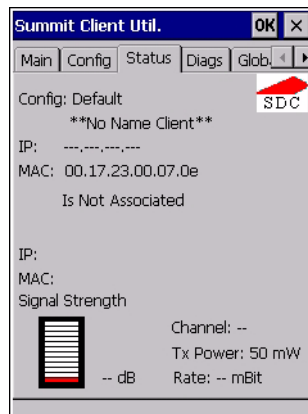 Summit Client Util. OK ×
Main Config Status Diags Glob
Config: Default
SDC
**No Name Client**
IP: ---.---.---.---
MAC: 00.17.23.00.07.0e
Is Not Associated
IP:
MAC:
Signal Strength
Channel: --
Tx Power: 50 mW
-- dB Rate: -- mBit